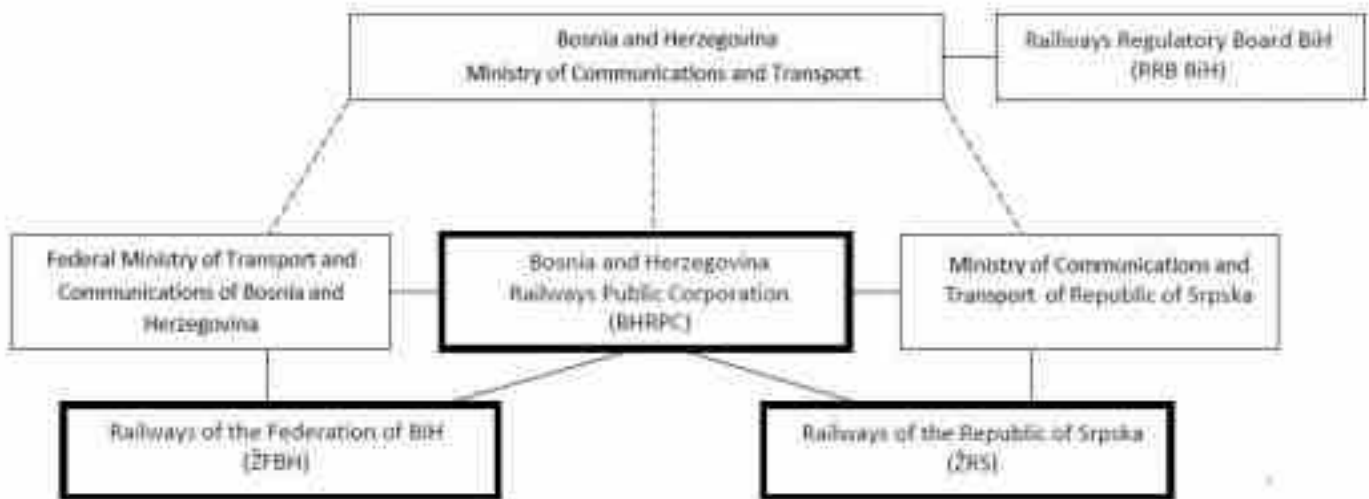 Bosnia and Herzegovina
Ministry of Communications and Transport
Railways Regulatory Board BiH
(RRB BiH)
Federal Ministry of Transport and
Communications of Bosnia and
Herzegovina
Bosnia and Herzegovina
Railways Public Corporation
(BHRPC)
Ministry of Communications and
Transport of Republic of Srpska
Railways of the Federation of BiH
(ŽFBH)
Railways of the Republic of Srpska
(ŽRS)